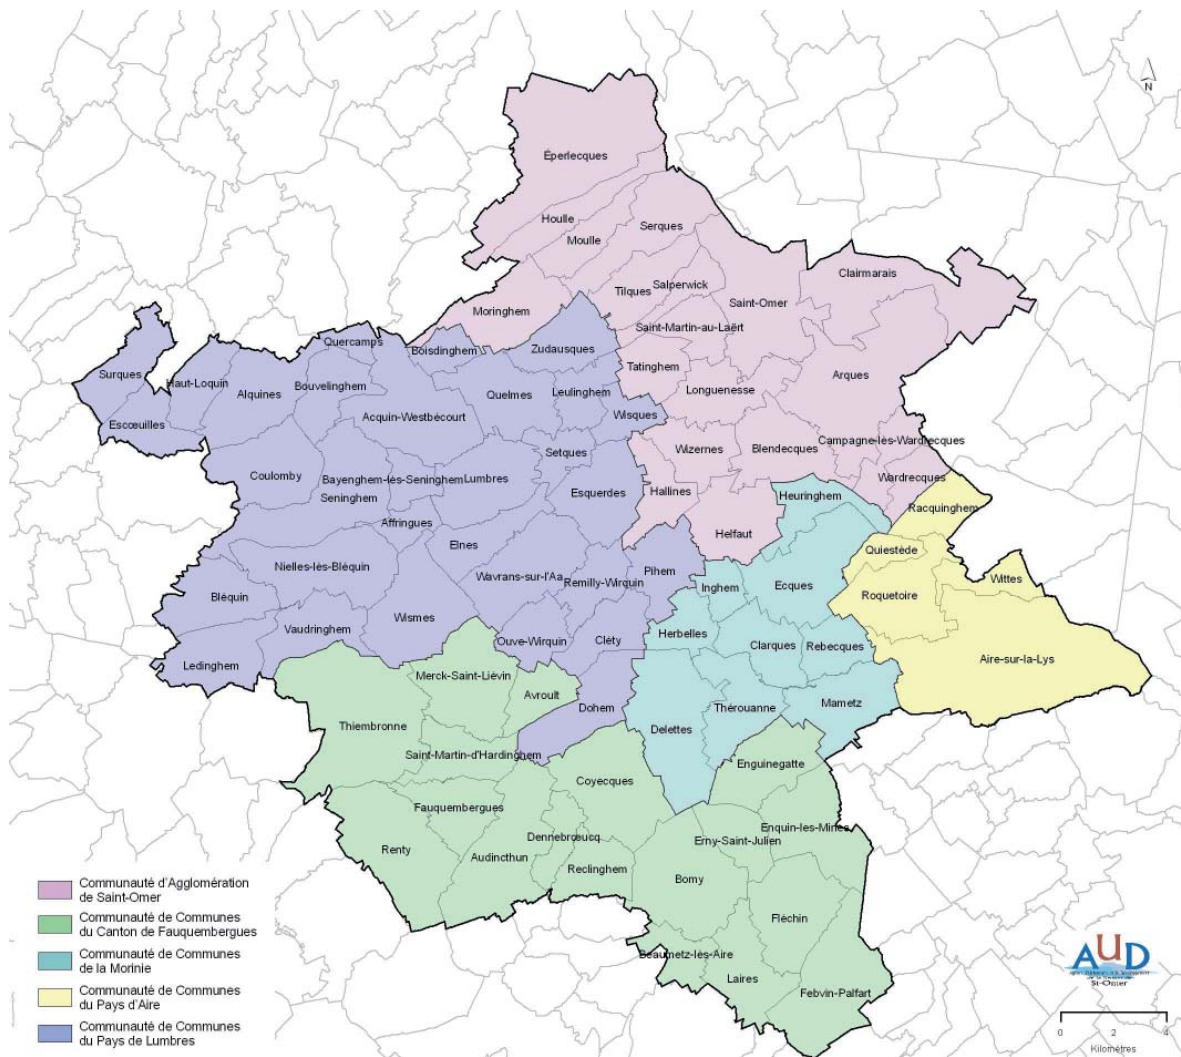 N
Éperlecques
Houlle
Serques
Moulle
Clairmarais
Salperwick
Tilques
Saint-Omer
Moringhem
Saint-Martin-au-Laërt
Quercamps
Boisdinghem
Zudausques
Tatinghem
Surques
Haut-Loquin
Arques
Bouvelinghem
Longuenesse
Alquines
Quelmes
Leulinghem
Acquin-Westbécourt
Wisques
Escœuilles
Campagne-lès-Wardrecques
Wizernes
Blendecques
Setques
Coulomby
Bayenghem-lès-Seninghem
Lumbres
Wardrecques
Esquerdes
Hallines
Heuringhem
Seninghem
Racquinghem
Affringues
Helfaut
Elnes
Quiestède
Nielles-lès-Bléquin
Pihem
Wavrans-sur-l'Aa
Remilly-Wirquin
Wittes
Inghem
Ecques
Bléquin
Roquetoire
Wismes
Vaudringhem
Herbelles
Ouve-Wirquin
Cléty
Clarques
Rebecques
Aire-sur-la-Lys
Ledinghem
Merck-Saint-Liévin
Avroult
Mametz
Dohem
Thérouanne
Thiembronne
Delettes
Saint-Martin-d'Hardinghem
Enguinegatte
Coyecques
Fauquembergues
Enquin-les-Mines
Dennebrœucq
Erny-Saint-Julien
Renty
Audincthun
Reclinghem
Bomy
Fléchin
Beaumetz-lès-Aire
Laires
Febvin-Palfart
Communauté d'Agglomération
de Saint-Omer
Communauté de Communes
du Canton de Fauquembergues
Communauté de Communes
de la Morinie
Communauté de Communes
du Pays d'Aire
Communauté de Communes
du Pays de Lumbres
AUD
St-Omer
0 2 4
Kilomètres